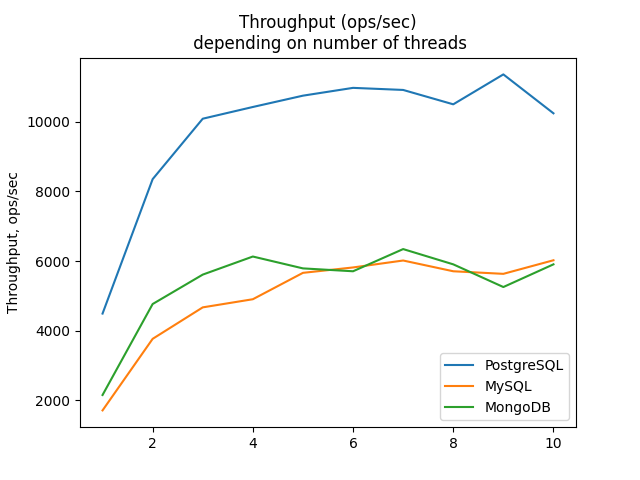 Throughput (ops/sec)
depending on number of threads
Throughput, ops/sec
10000
8000
6000
4000
2000
2
4
6
8
10
PostgreSQL
MySQL
MongoDB